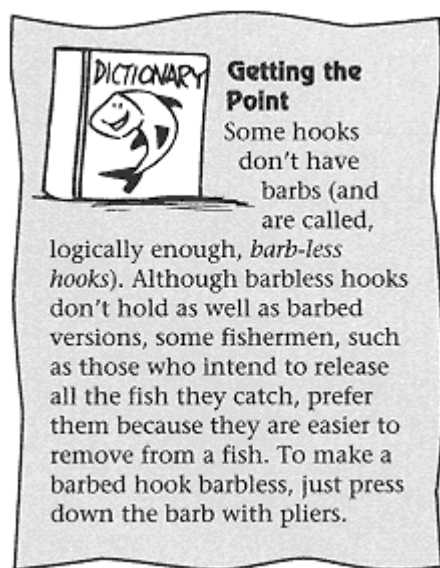 DICTIONARY
Getting the
Point
Some hooks
don't have
barbs (and
are called,
logically enough, barb-less
hooks). Although barbless hooks
don't hold as well as barbed
versions, some fishermen, such
as those who intend to release
all the fish they catch, prefer
them because they are easier to
remove from a fish. To make a
barbed hook barbless, just press
down the barb with pliers.